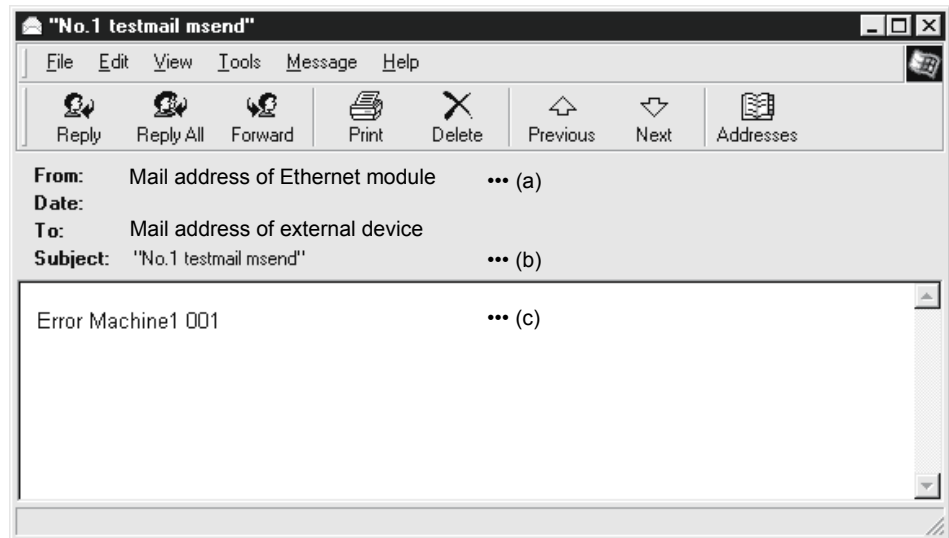 "No.1 testmail msend"
File Edit View Tools Message Help
Reply Reply All Forward Print Delete Previous Next Addresses
From: Mail address of Ethernet module ••• (a)
Date:
To: Mail address of external device
Subject: "No.1 testmail msend" ••• (b)
Error Machine1 001 ••• (c)